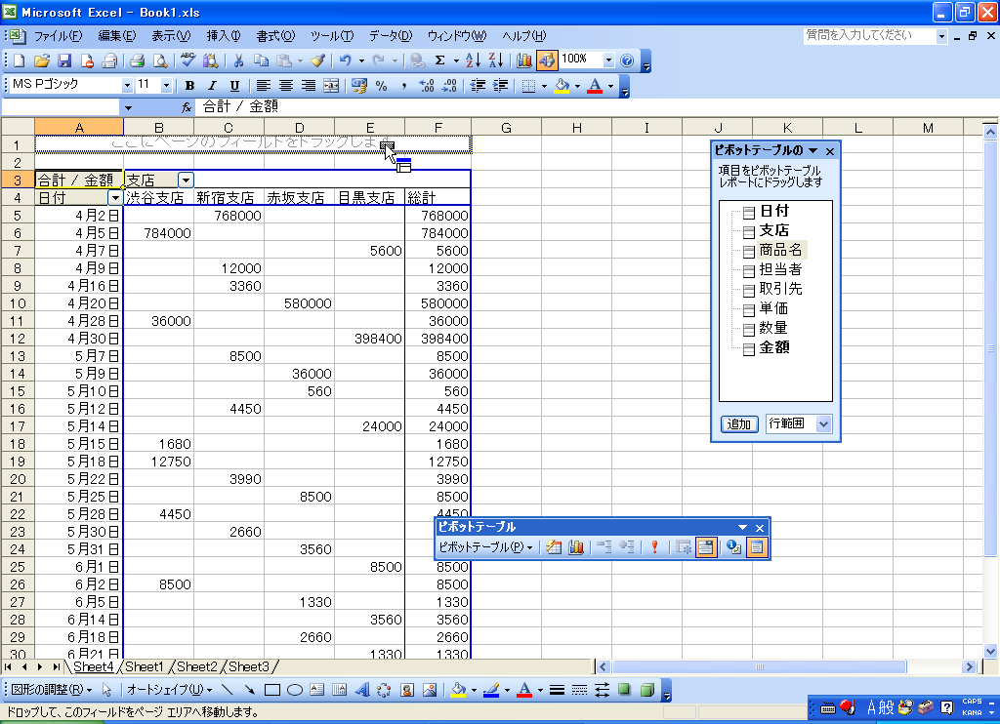 Microsoft Excel - Book1.xls
ファイル(F) 編集(E) 表示(V) 挿入(I) 書式(O) ツール(T) データ(D) ウィンドウ(W) ヘルプ(H) 質問を入力してください
100%
MS Pゴシック 11 B I U
fx 合計 / 金額
A B C D E F G H I J K L M
1 ここにページのフィールドをドラッグします
2
3 合計 / 金額 支店
4 日付 渋谷支店 新宿支店 赤坂支店 目黒支店 総計
5 4月2日 768000 768000
6 4月5日 784000 784000
7 4月7日 5600 5600
8 4月9日 12000 12000
9 4月16日 3360 3360
10 4月20日 580000 580000
11 4月28日 36000 36000
12 4月30日 398400 398400
13 5月7日 8500 8500
14 5月9日 36000 36000
15 5月10日 560 560
16 5月12日 4450 4450
17 5月14日 24000 24000
18 5月15日 1680 1680
19 5月18日 12750 12750
20 5月22日 3990 3990
21 5月25日 8500 8500
22 5月28日 4450 4450
23 5月30日 2660
24 5月31日 3560
25 6月1日 8500 8500
26 6月2日 8500 8500
27 6月5日 1330 1330
28 6月14日 3560 3560
29 6月18日 2660 2660
30 6月21日 1330 1330
ピボットテーブルの
項目をピボットテーブル
レポートにドラッグします
日付
支店
商品名
担当者
取引先
単価
数量
金額
追加 行範囲
ピボットテーブル
ピボットテーブル(P)
Sheet4 Sheet1 Sheet2 Sheet3
図形の調整(R) オートシェイプ(U)
ドロップして、このフィールドをページ エリアへ移動します。
A 般 CAPS
KANA